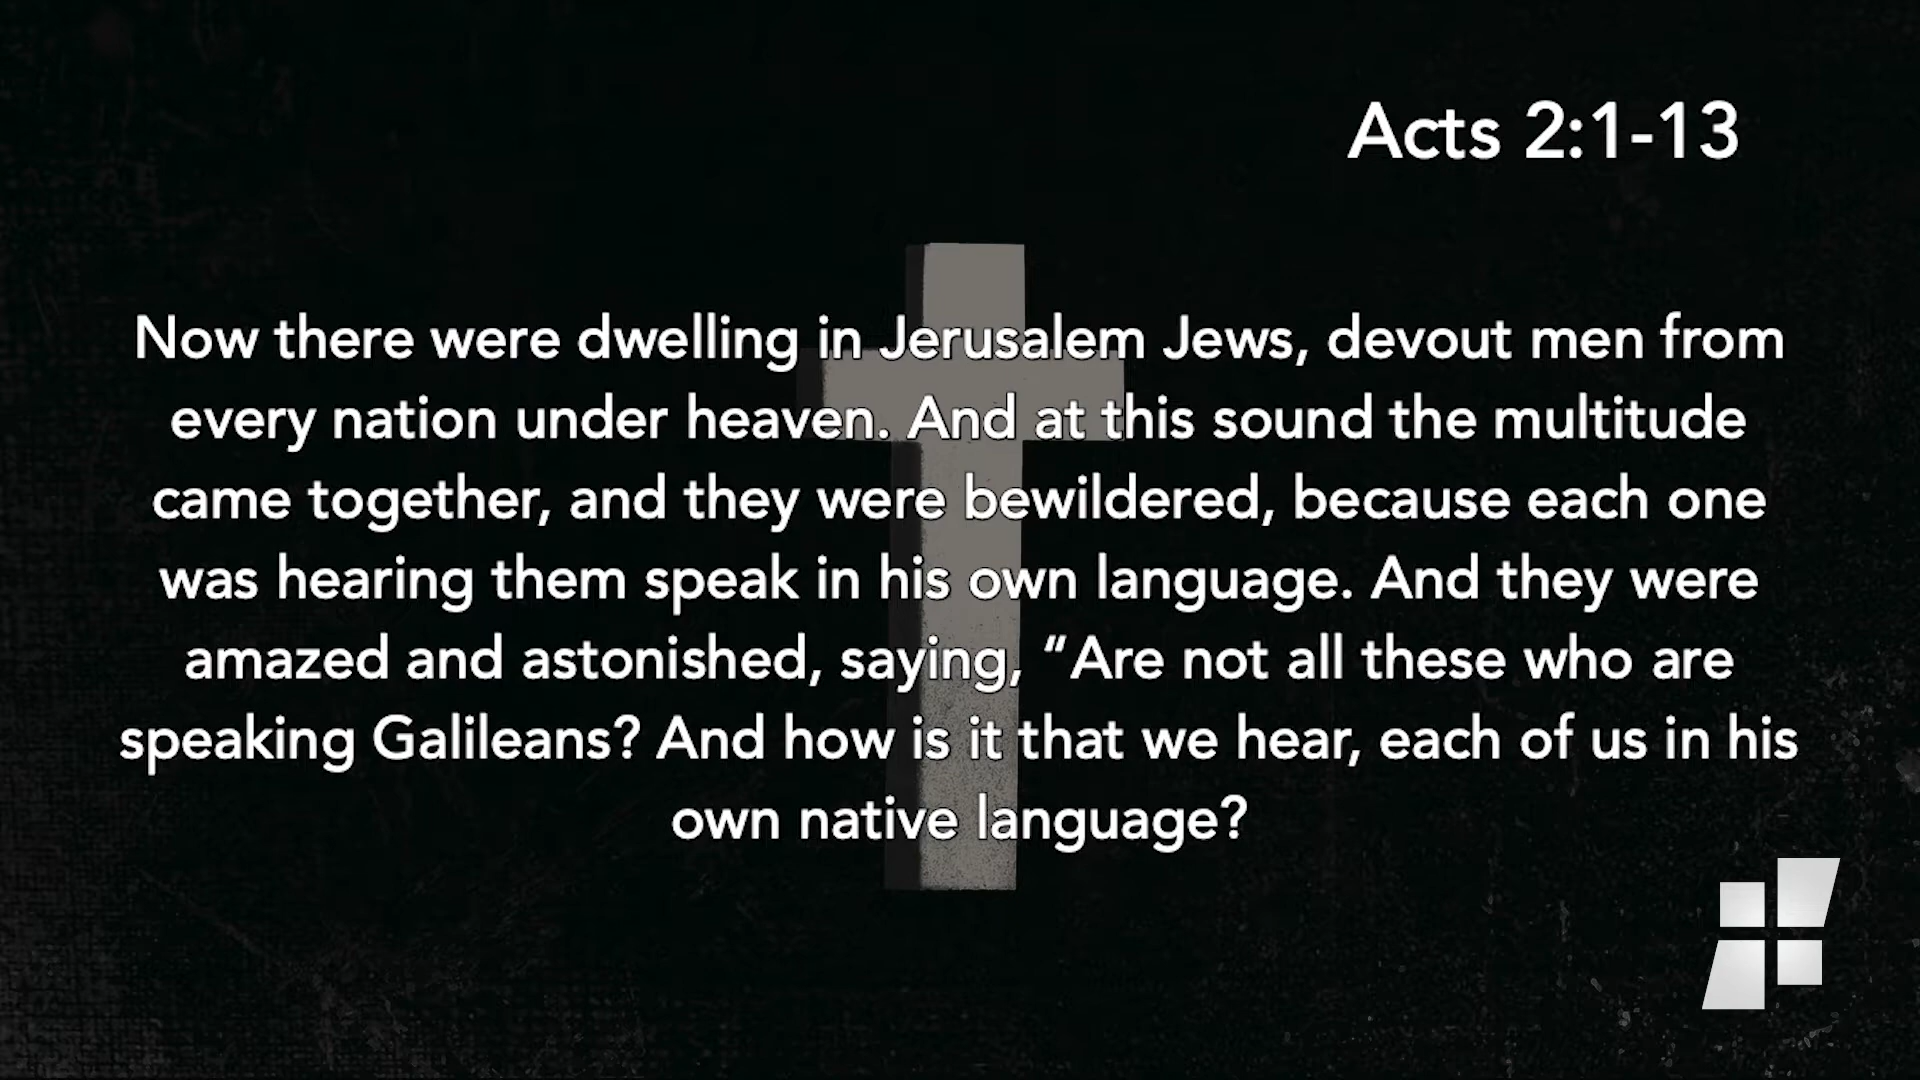 Acts 2:1-13
Now there were dwelling in Jerusalem Jews, devout men from
every nation under heaven. And at this sound the multitude
came together, and they were bewildered, because each one
was hearing them speak in his own language. And they were
amazed and astonished, saying, “Are not all these who are
speaking Galileans? And how is it that we hear, each of us in his
own native language?